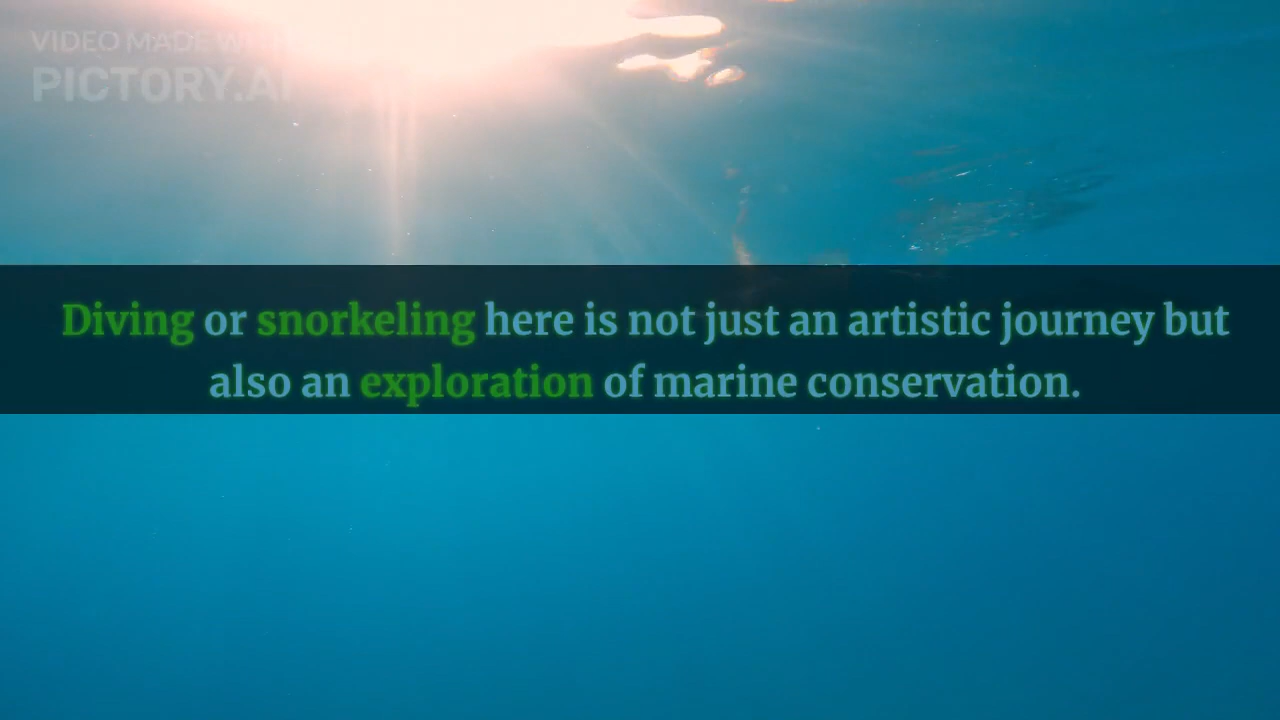 VIDEO MADE WITH
PICTORY.AI
Diving or snorkeling here is not just an artistic journey but
also an exploration of marine conservation.